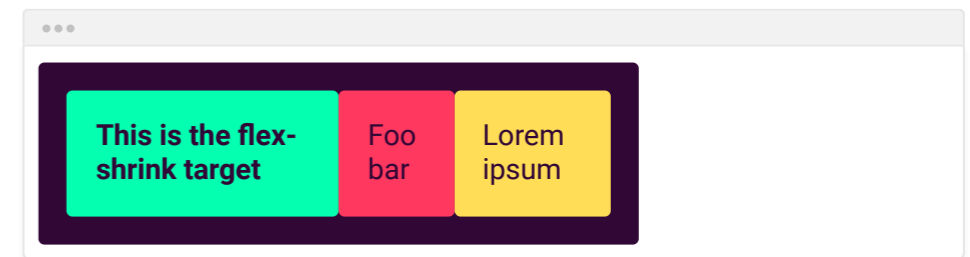 This is the flex-
shrink target
Foo
bar
Lorem
ipsum